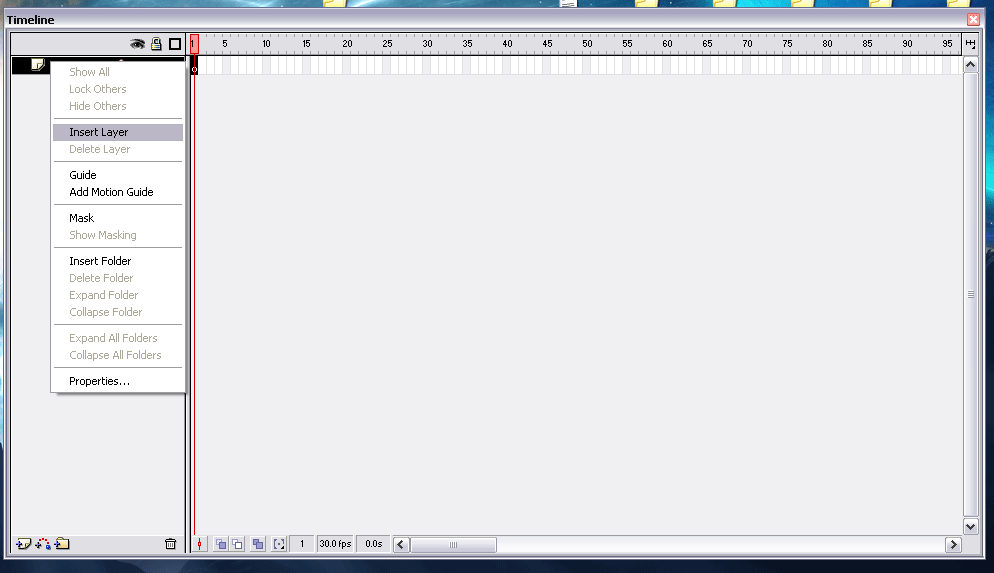 Timeline
1 5 10 15 20 25 30 35 40 45 50 55 60 65 70 75 80 85 90 95
Show All
Lock Others
Hide Others
Insert Layer
Delete Layer
Guide
Add Motion Guide
Mask
Show Masking
Insert Folder
Delete Folder
Expand Folder
Collapse Folder
Expand All Folders
Collapse All Folders
Properties...
1 30.0 fps 0.0s